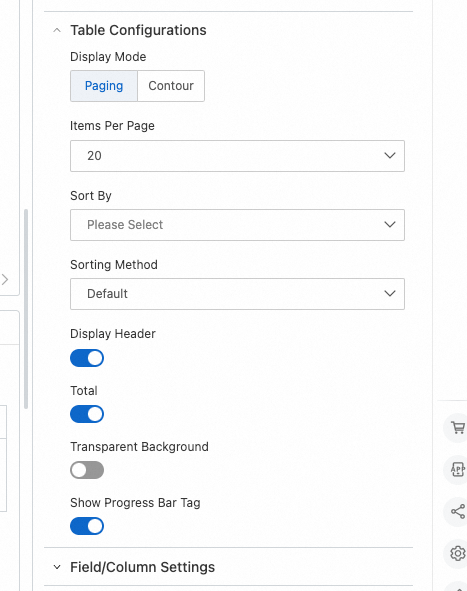 Table Configurations
Display Mode
Paging Contour
Items Per Page
20
Sort By
Please Select
Sorting Method
Default
Display Header
Total
Transparent Background
Show Progress Bar Tag
Field/Column Settings
API